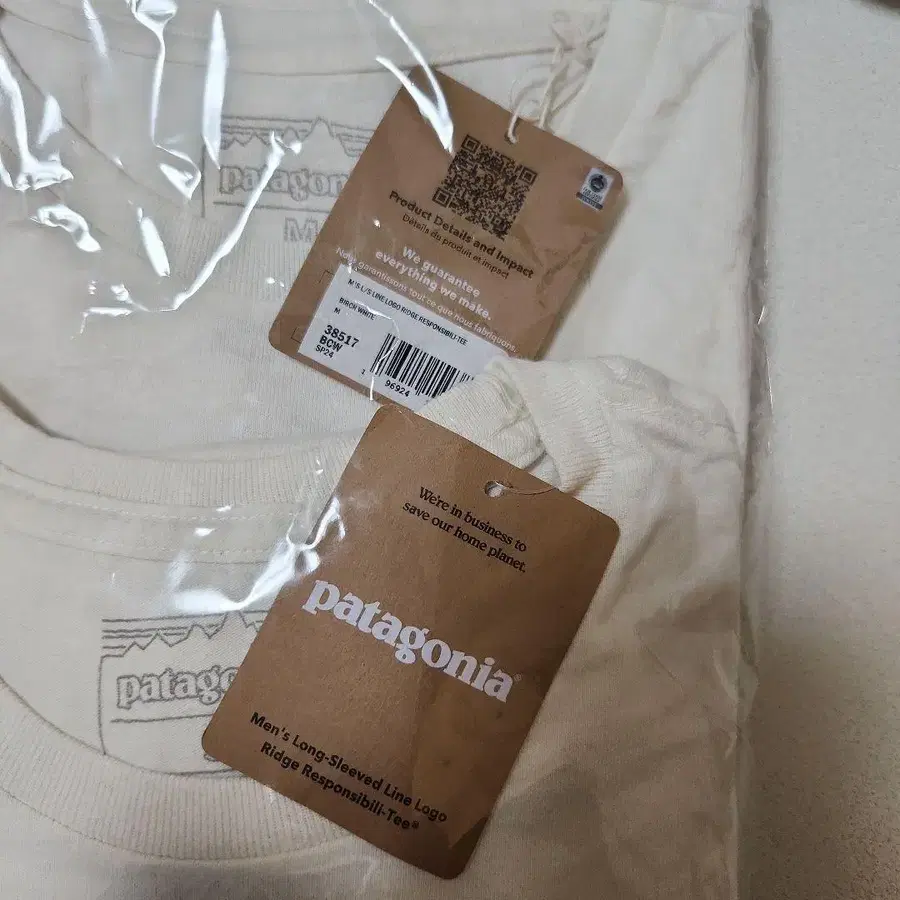 patagoni
M
Product Details and Impact
Détails du produit et impact
We guarantee
everything we make.
Nous garantissons tout ce que nous fabriquons.
M'S L/S LINE LOGO RIDGE RESPONSIBILI-TEE
BIRCH WHITE
M
38517
BCW
SP24
1 96924
We're in business to
save our home planet.
patagonia®
patago
Men's Long-Sleeved Line Logo
Ridge Responsibili-Tee®